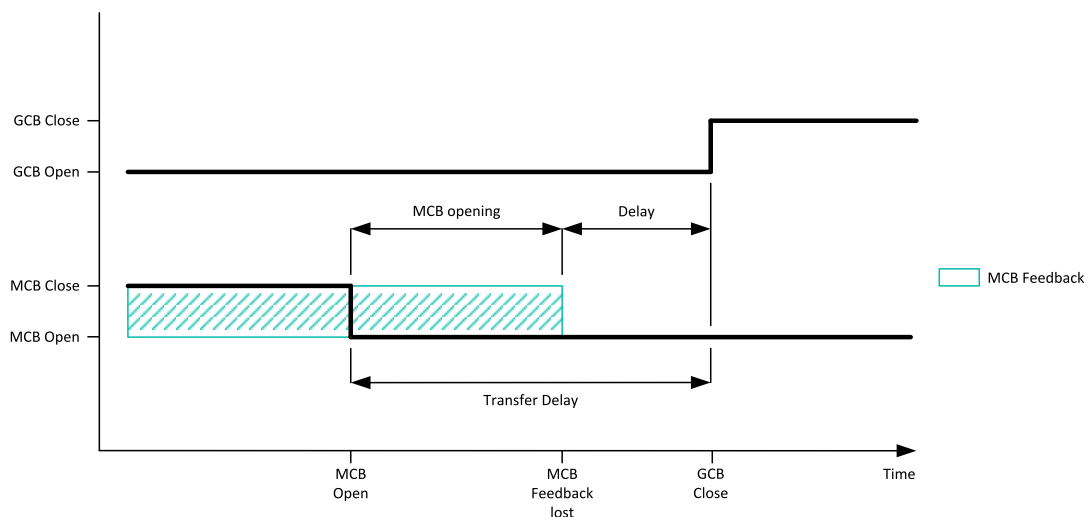 GCB Close
GCB Open
MCB opening
Delay
MCB Close
MCB Feedback
MCB Open
Transfer Delay
MCB
Open
MCB
Feedback
lost
GCB
Close
Time